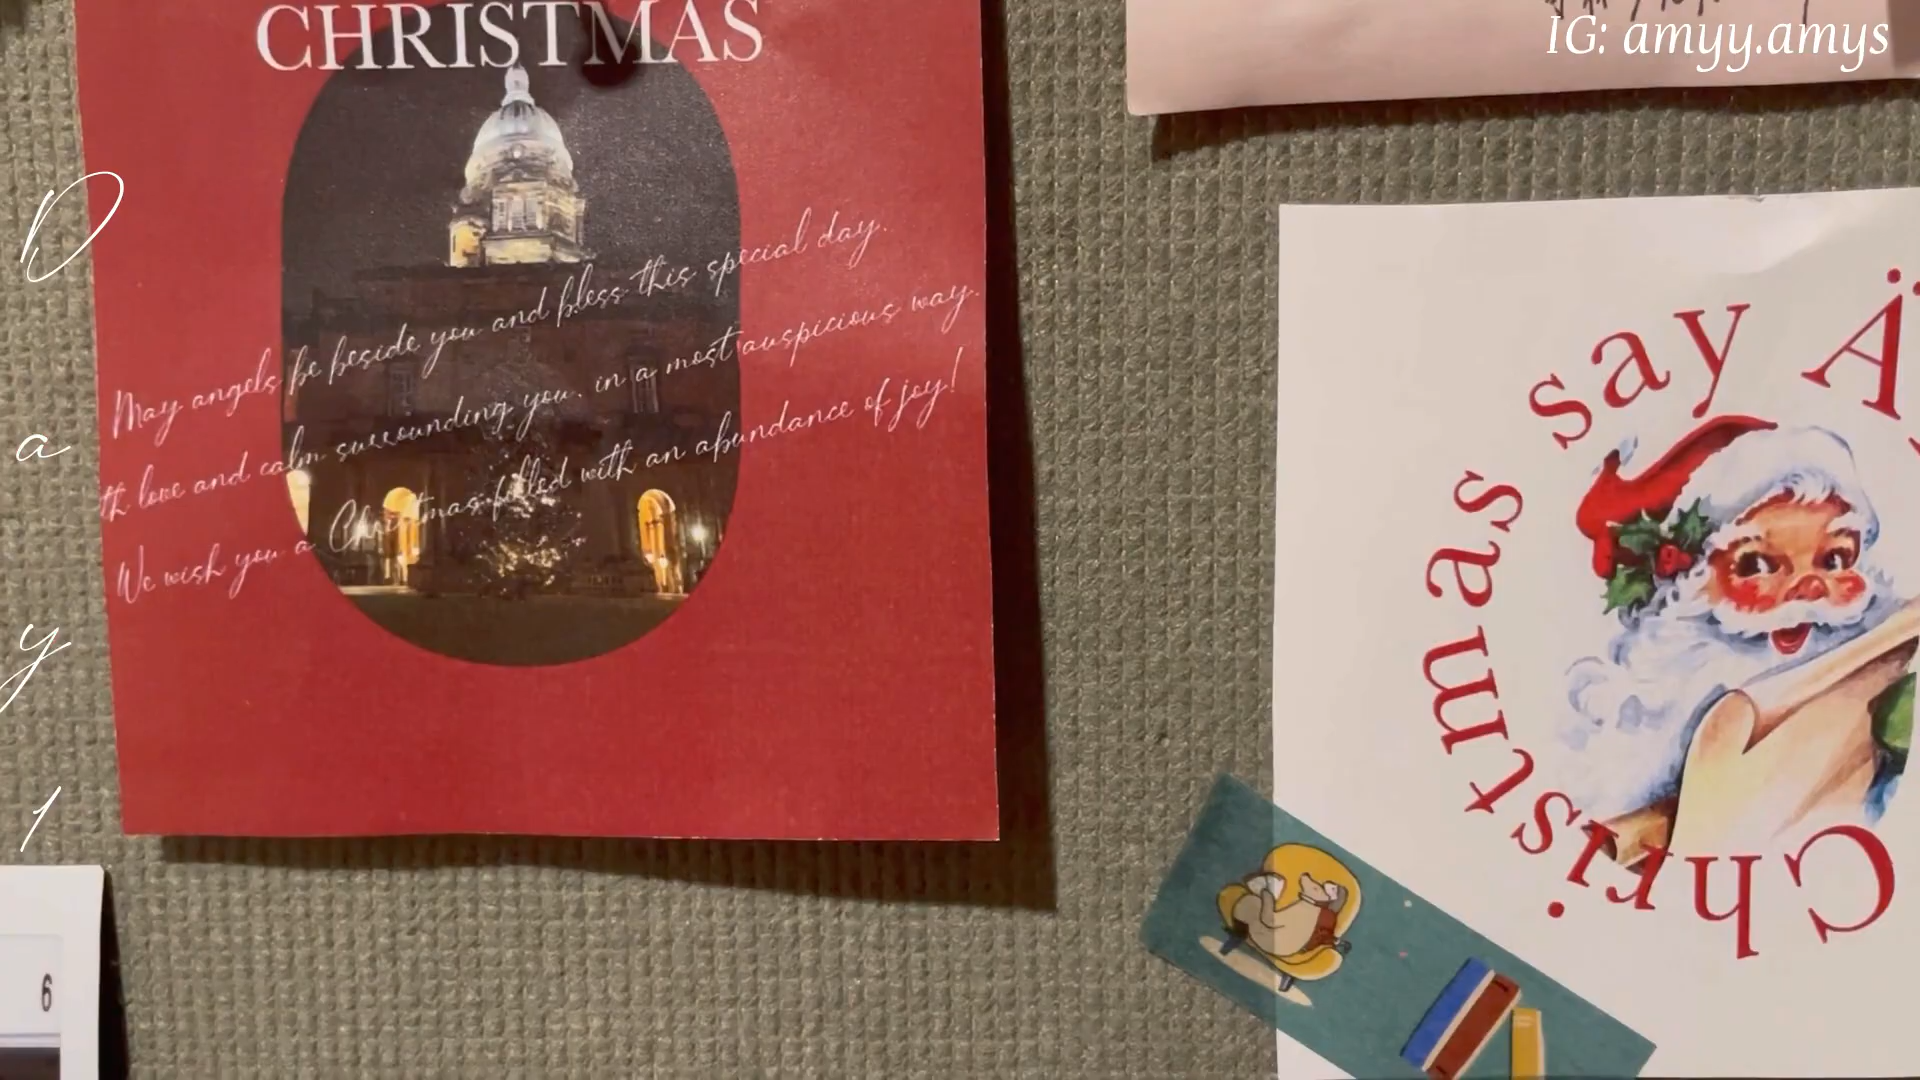 CHRISTMAS
IG: amyy.amys
May angels be beside you and bless this special day.
th love and calm surrounding you. in a most auspicious way.
We wish you a Christmas filled with an abundance of joy!
Christmas say Ä
Day 1
6